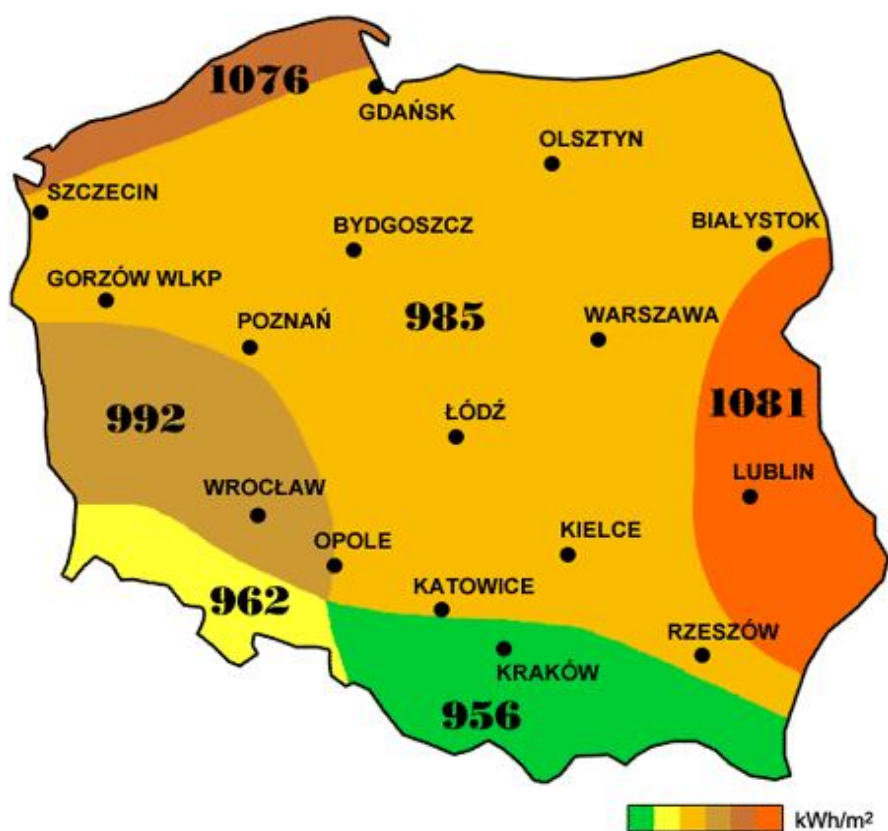 1076
GDAŃSK
OLSZTYN
SZCZECIN
BYDGOSZCZ
BIAŁYSTOK
GORZÓW WLKP
POZNAŃ
985
WARSZAWA
992
ŁÓDŹ
1081
WROCŁAW
LUBLIN
OPOLE
KIELCE
962
KATOWICE
RZESZÓW
KRAKÓW
956
kWh/m²